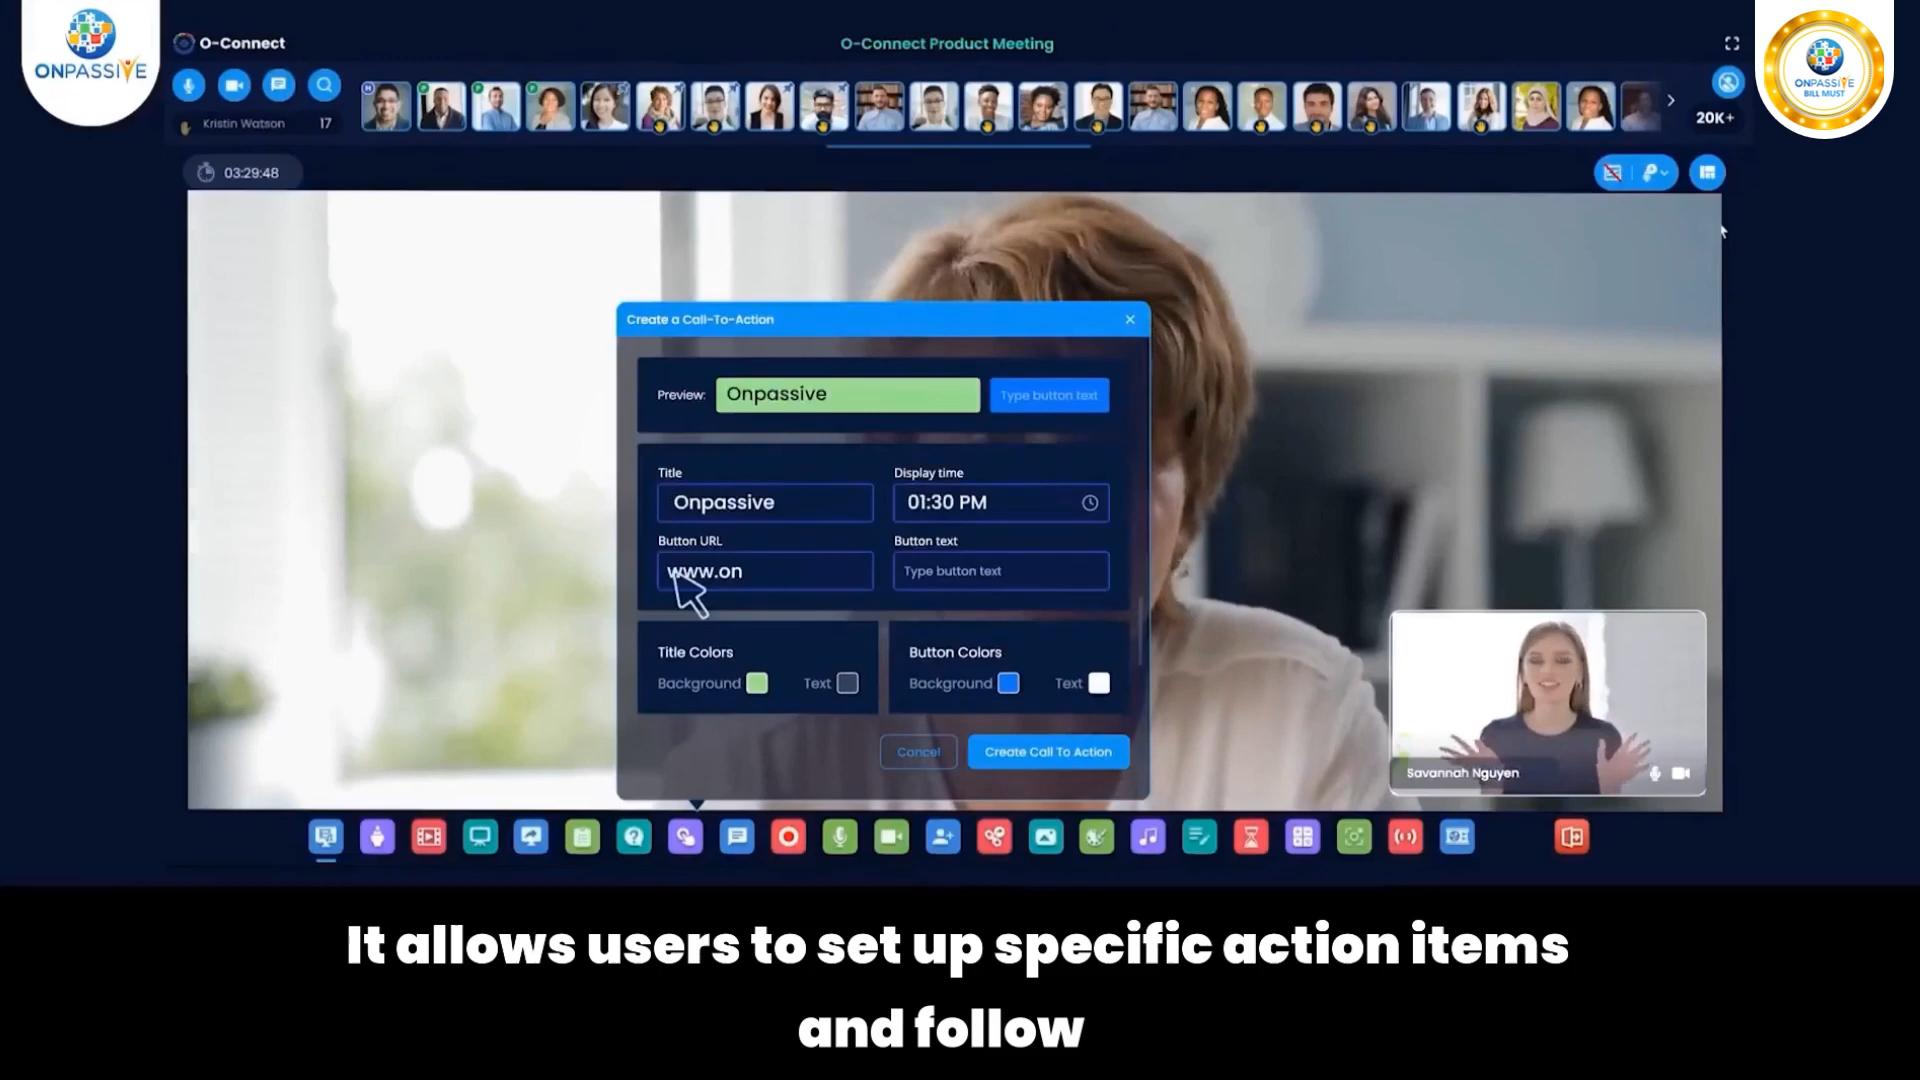 ONPASSIVE
O-Connect
O-Connect Product Meeting
ONPASSIVE
BILL MUST
Kristin Watson 17
20K+
03:29:48
Create a Call-To-Action
Preview: Onpassive Type button text
Title
Display time
Onpassive
01:30 PM
Button URL
Button text
www.on
Type button text
Title Colors
Button Colors
Background Text
Background Text
Cancel
Create Call To Action
Savannah Nguyen
It allows users to set up specific action items
and follow